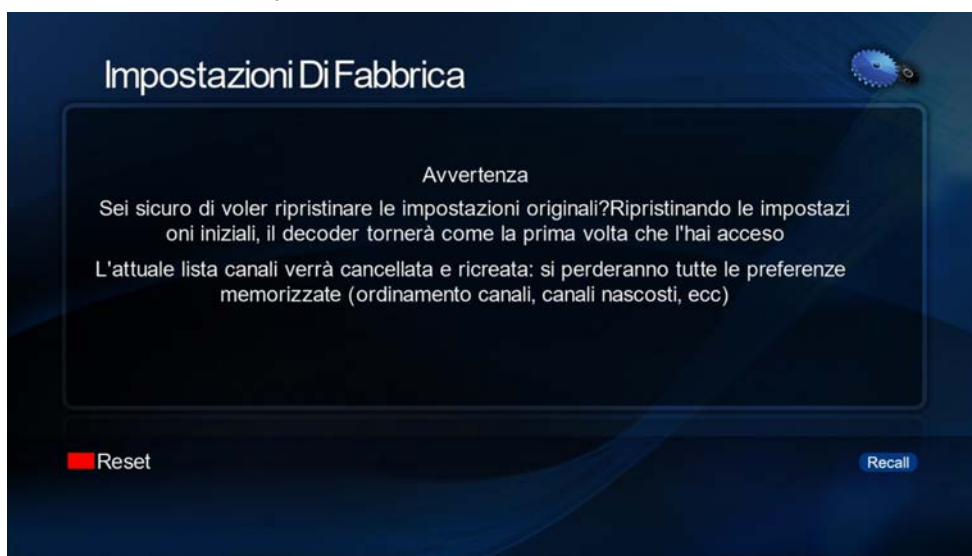 Impostazioni Di Fabbrica
Avvertenza
Sei sicuro di voler ripristinare le impostazioni originali?Ripristinando le impostazi
oni iniziali, il decoder tornerà come la prima volta che l'hai acceso
L'attuale lista canali verrà cancellata e ricreata: si perderanno tutte le preferenze
memorizzate (ordinamento canali, canali nascosti, ecc)
Reset
Recall